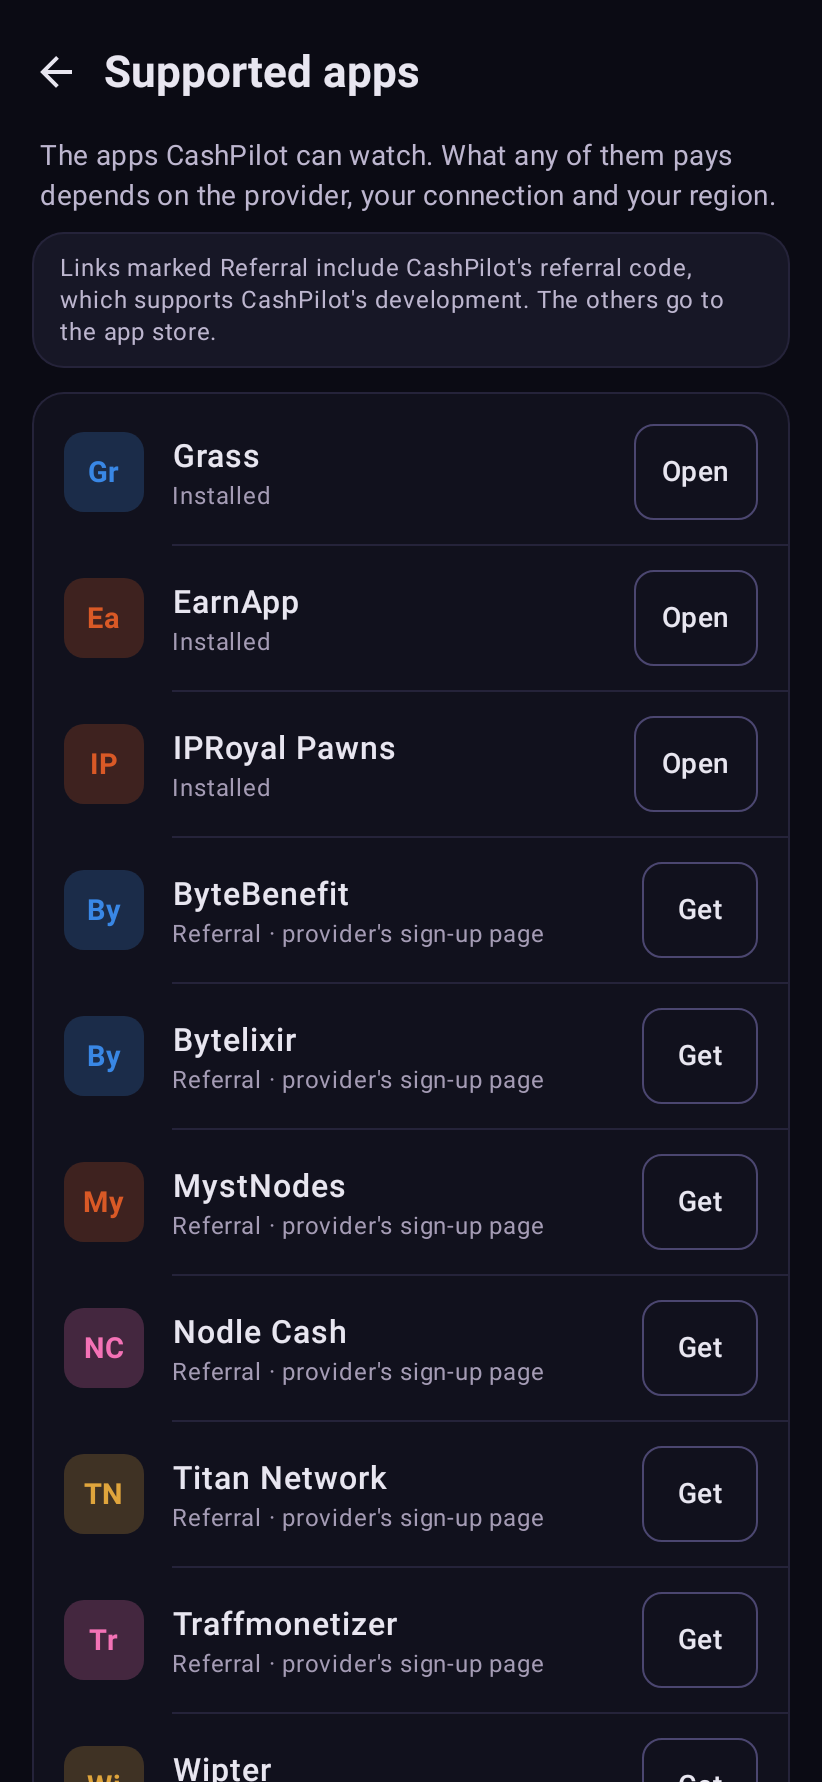 Supported apps
The apps CashPilot can watch. What any of them pays
depends on the provider, your connection and your region.
Links marked Referral include CashPilot's referral code,
which supports CashPilot's development. The others go to
the app store.
Gr
Grass
Installed
Open
Ea
EarnApp
Installed
Open
IP
IPRoyal Pawns
Installed
Open
By
ByteBenefit
Referral · provider's sign-up page
Get
By
Bytelixir
Referral · provider's sign-up page
Get
My
MystNodes
Referral · provider's sign-up page
Get
NC
Nodle Cash
Referral · provider's sign-up page
Get
TN
Titan Network
Referral · provider's sign-up page
Get
Tr
Traffmonetizer
Referral · provider's sign-up page
Get
Wi
Wipter
Get